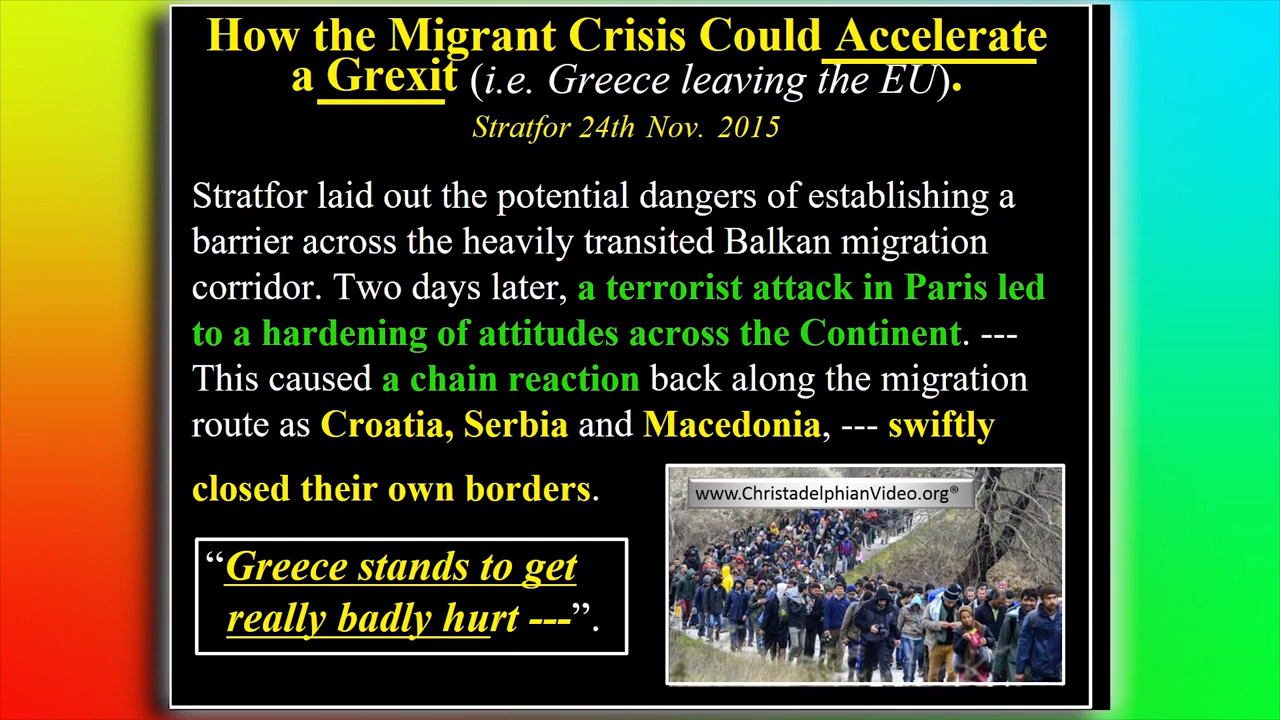 How the Migrant Crisis Could Accelerate
a Grexit (i.e. Greece leaving the EU).
Stratfor 24th Nov. 2015
Stratfor laid out the potential dangers of establishing a
barrier across the heavily transited Balkan migration
corridor. Two days later, a terrorist attack in Paris led
to a hardening of attitudes across the Continent. ---
This caused a chain reaction back along the migration
route as Croatia, Serbia and Macedonia, --- swiftly
closed their own borders.
www.ChristadelphianVideo.org®
“Greece stands to get
really badly hurt ---”.